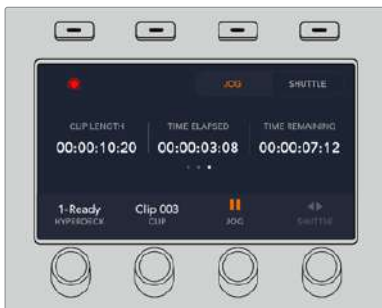 JOG SHUTTLE
CLIP LENGTH TIME ELAPSED TIME REMAINING
00:00:10:20 00:00:03:08 00:00:07:12
1-Ready Clip 003
HYPERDECK CLIP JOG SHUTTLE